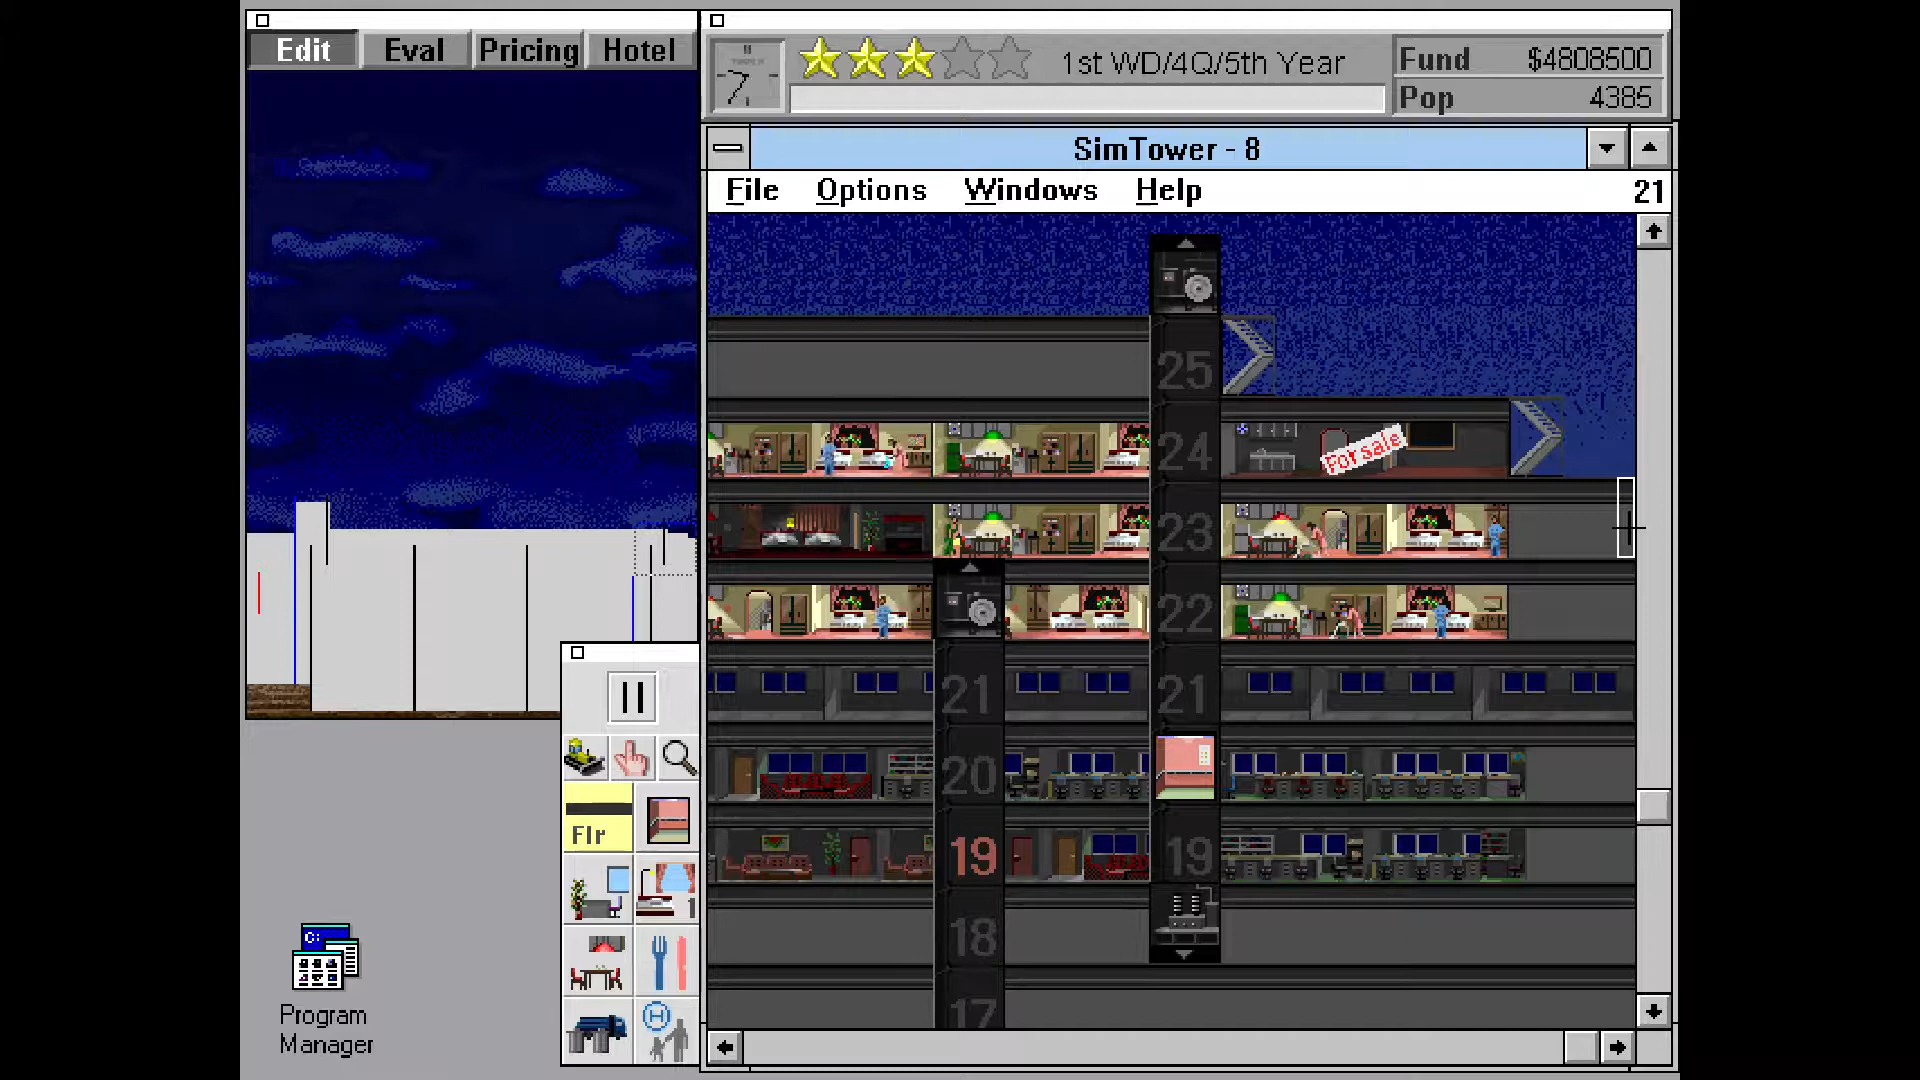 Edit Eval Pricing Hotel
1st WD/4Q/5th Year
Fund $4808500
Pop 4385
SimTower - 8
File Options Windows Help 21
25
24
For sale
23
22
21 21
20
19 19
18
17
Flr
1
H
C:
Program
Manager